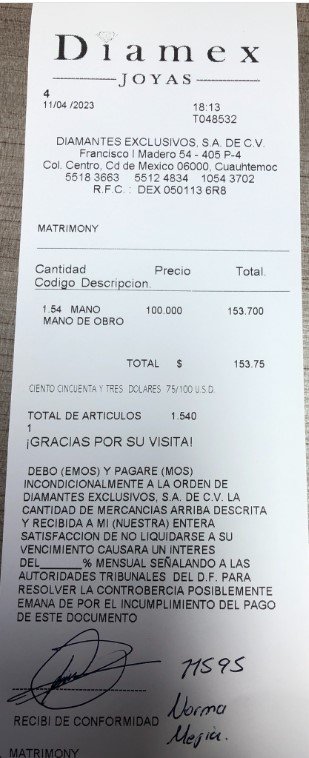 Diamex
JOYAS
4
11/04 /2023 18:13
T048532
DIAMANTES EXCLUSIVOS, S.A. DE C.V.
Francisco I Madero 54 - 405 P-4
Col. Centro, Cd de Mexico 06000, Cuauhtemoc
5518 3663 5512 4834 1054 3702
R.F.C. : DEX 050113 6R8
MATRIMONY
Cantidad Precio Total.
Codigo Descripcion.
1.54 MANO 100.000 153.700
MANO DE OBRO
TOTAL $ 153.75
CIENTO CINCUENTA Y TRES DOLARES 75/100 U.S.D.
TOTAL DE ARTICULOS 1.540
1
¡GRACIAS POR SU VISITA!
DEBO (EMOS) Y PAGARE (MOS)
INCONDICIONALMENTE A LA ORDEN DE
DIAMANTES EXCLUSIVOS, S.A. DE C.V. LA
CANTIDAD DE MERCANCIAS ARRIBA DESCRITA
Y RECIBIDA A MI (NUESTRA) ENTERA
SATISFACCION DE NO LIQUIDARSE A SU
VENCIMIENTO CAUSARA UN INTERES
DEL______% MENSUAL SEÑALANDO A LAS
AUTORIDADES TRIBUNALES DEL D.F. PARA
RESOLVER LA CONTROBERCIA POSIBLEMENTE
EMANA DE POR EL INCUMPLIMIENTO DEL PAGO
DE ESTE DOCUMENTO
11595
RECIBI DE CONFORMIDAD Norma
Mejia.
MATRIMONY